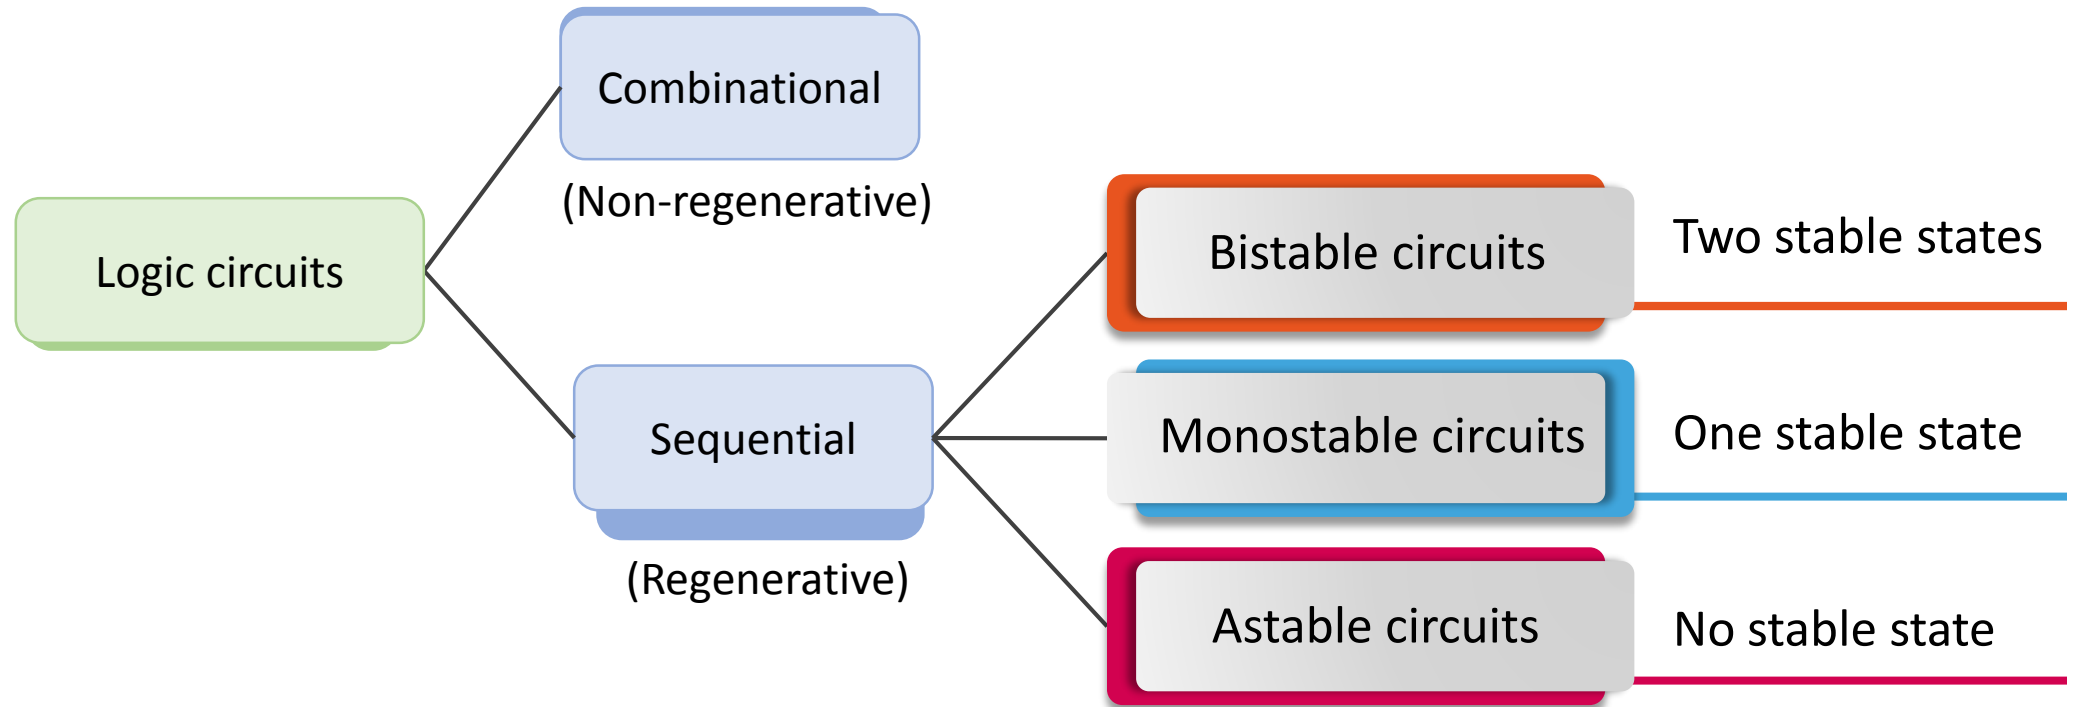 Logic circuits
Combinational
(Non-regenerative)
Sequential
(Regenerative)
Bistable circuits
Two stable states
Monostable circuits
One stable state
Astable circuits
No stable state